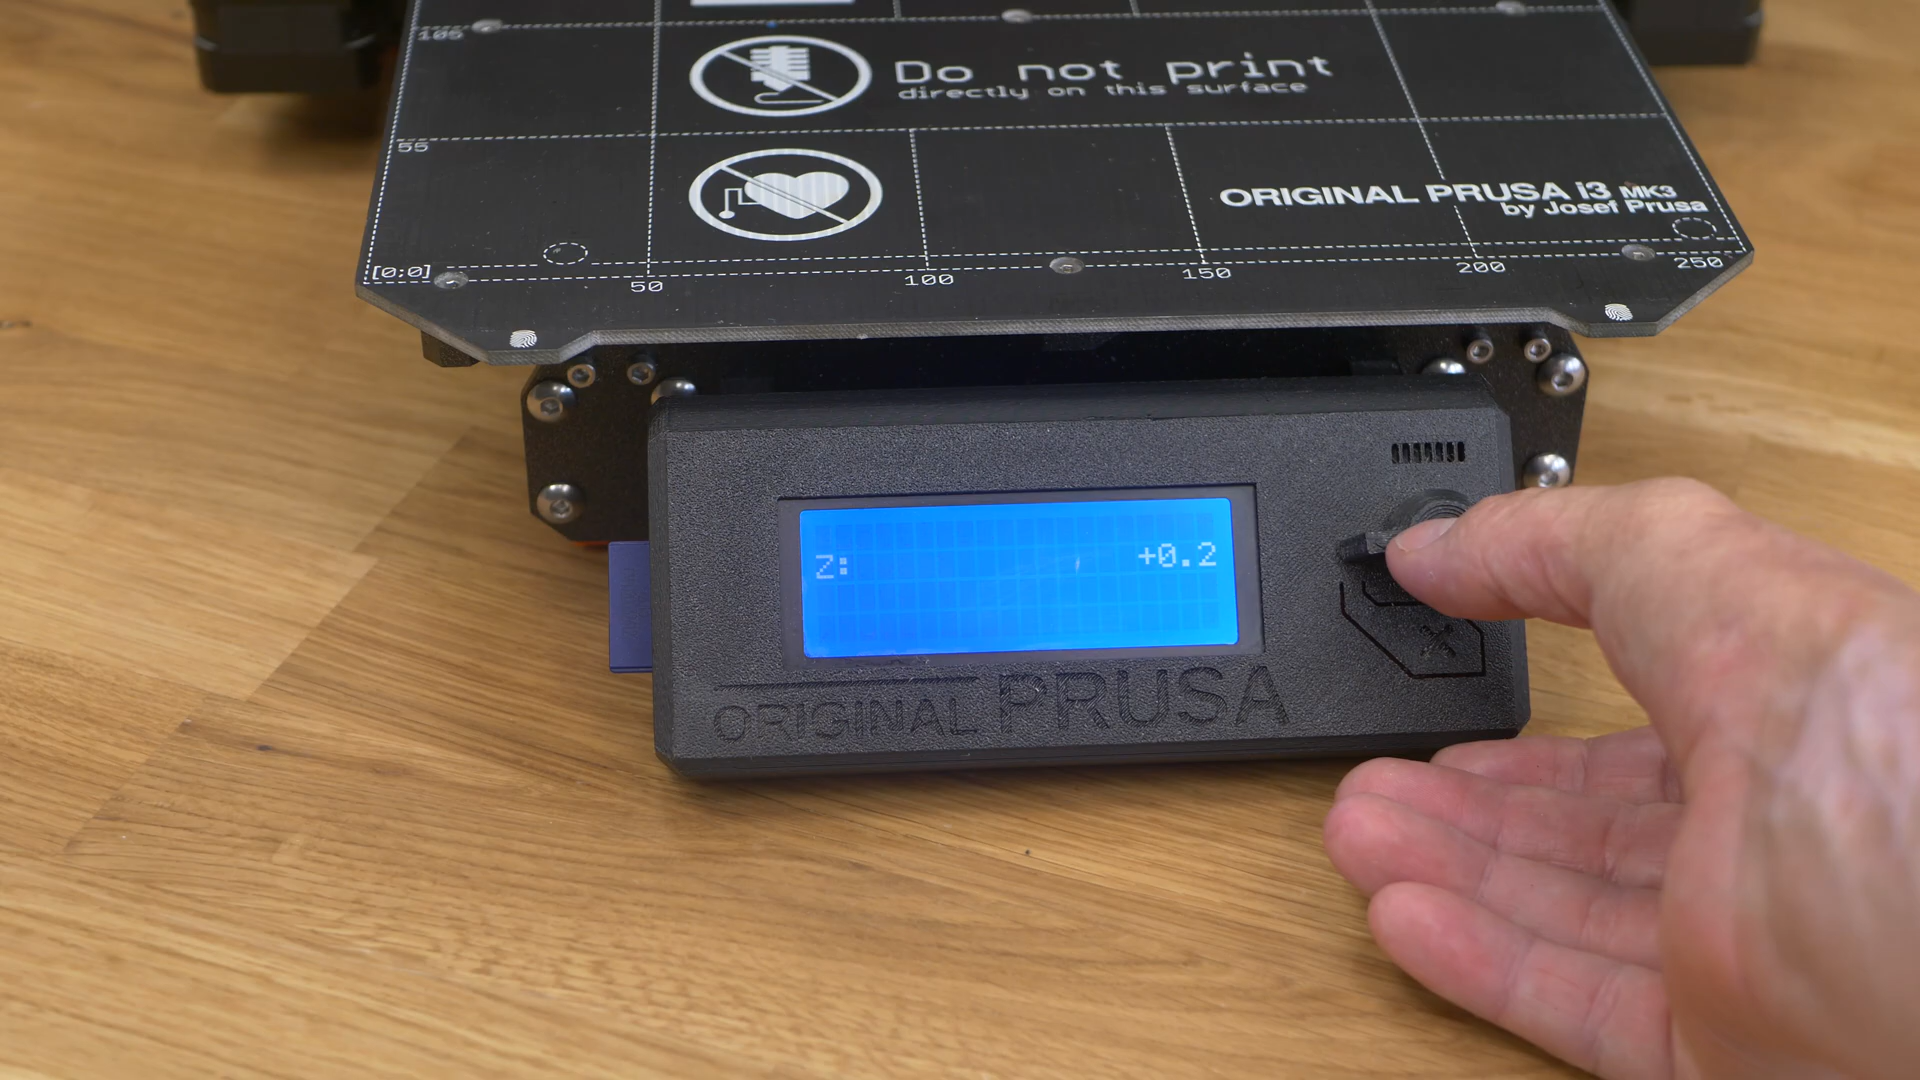 105
Do not print
directly on this surface
55
ORIGINAL PRUSA i3 MK3
by Josef Prusa
[0:0]
50
100
150
200
250
Z: +0.2
ORIGINAL PRUSA